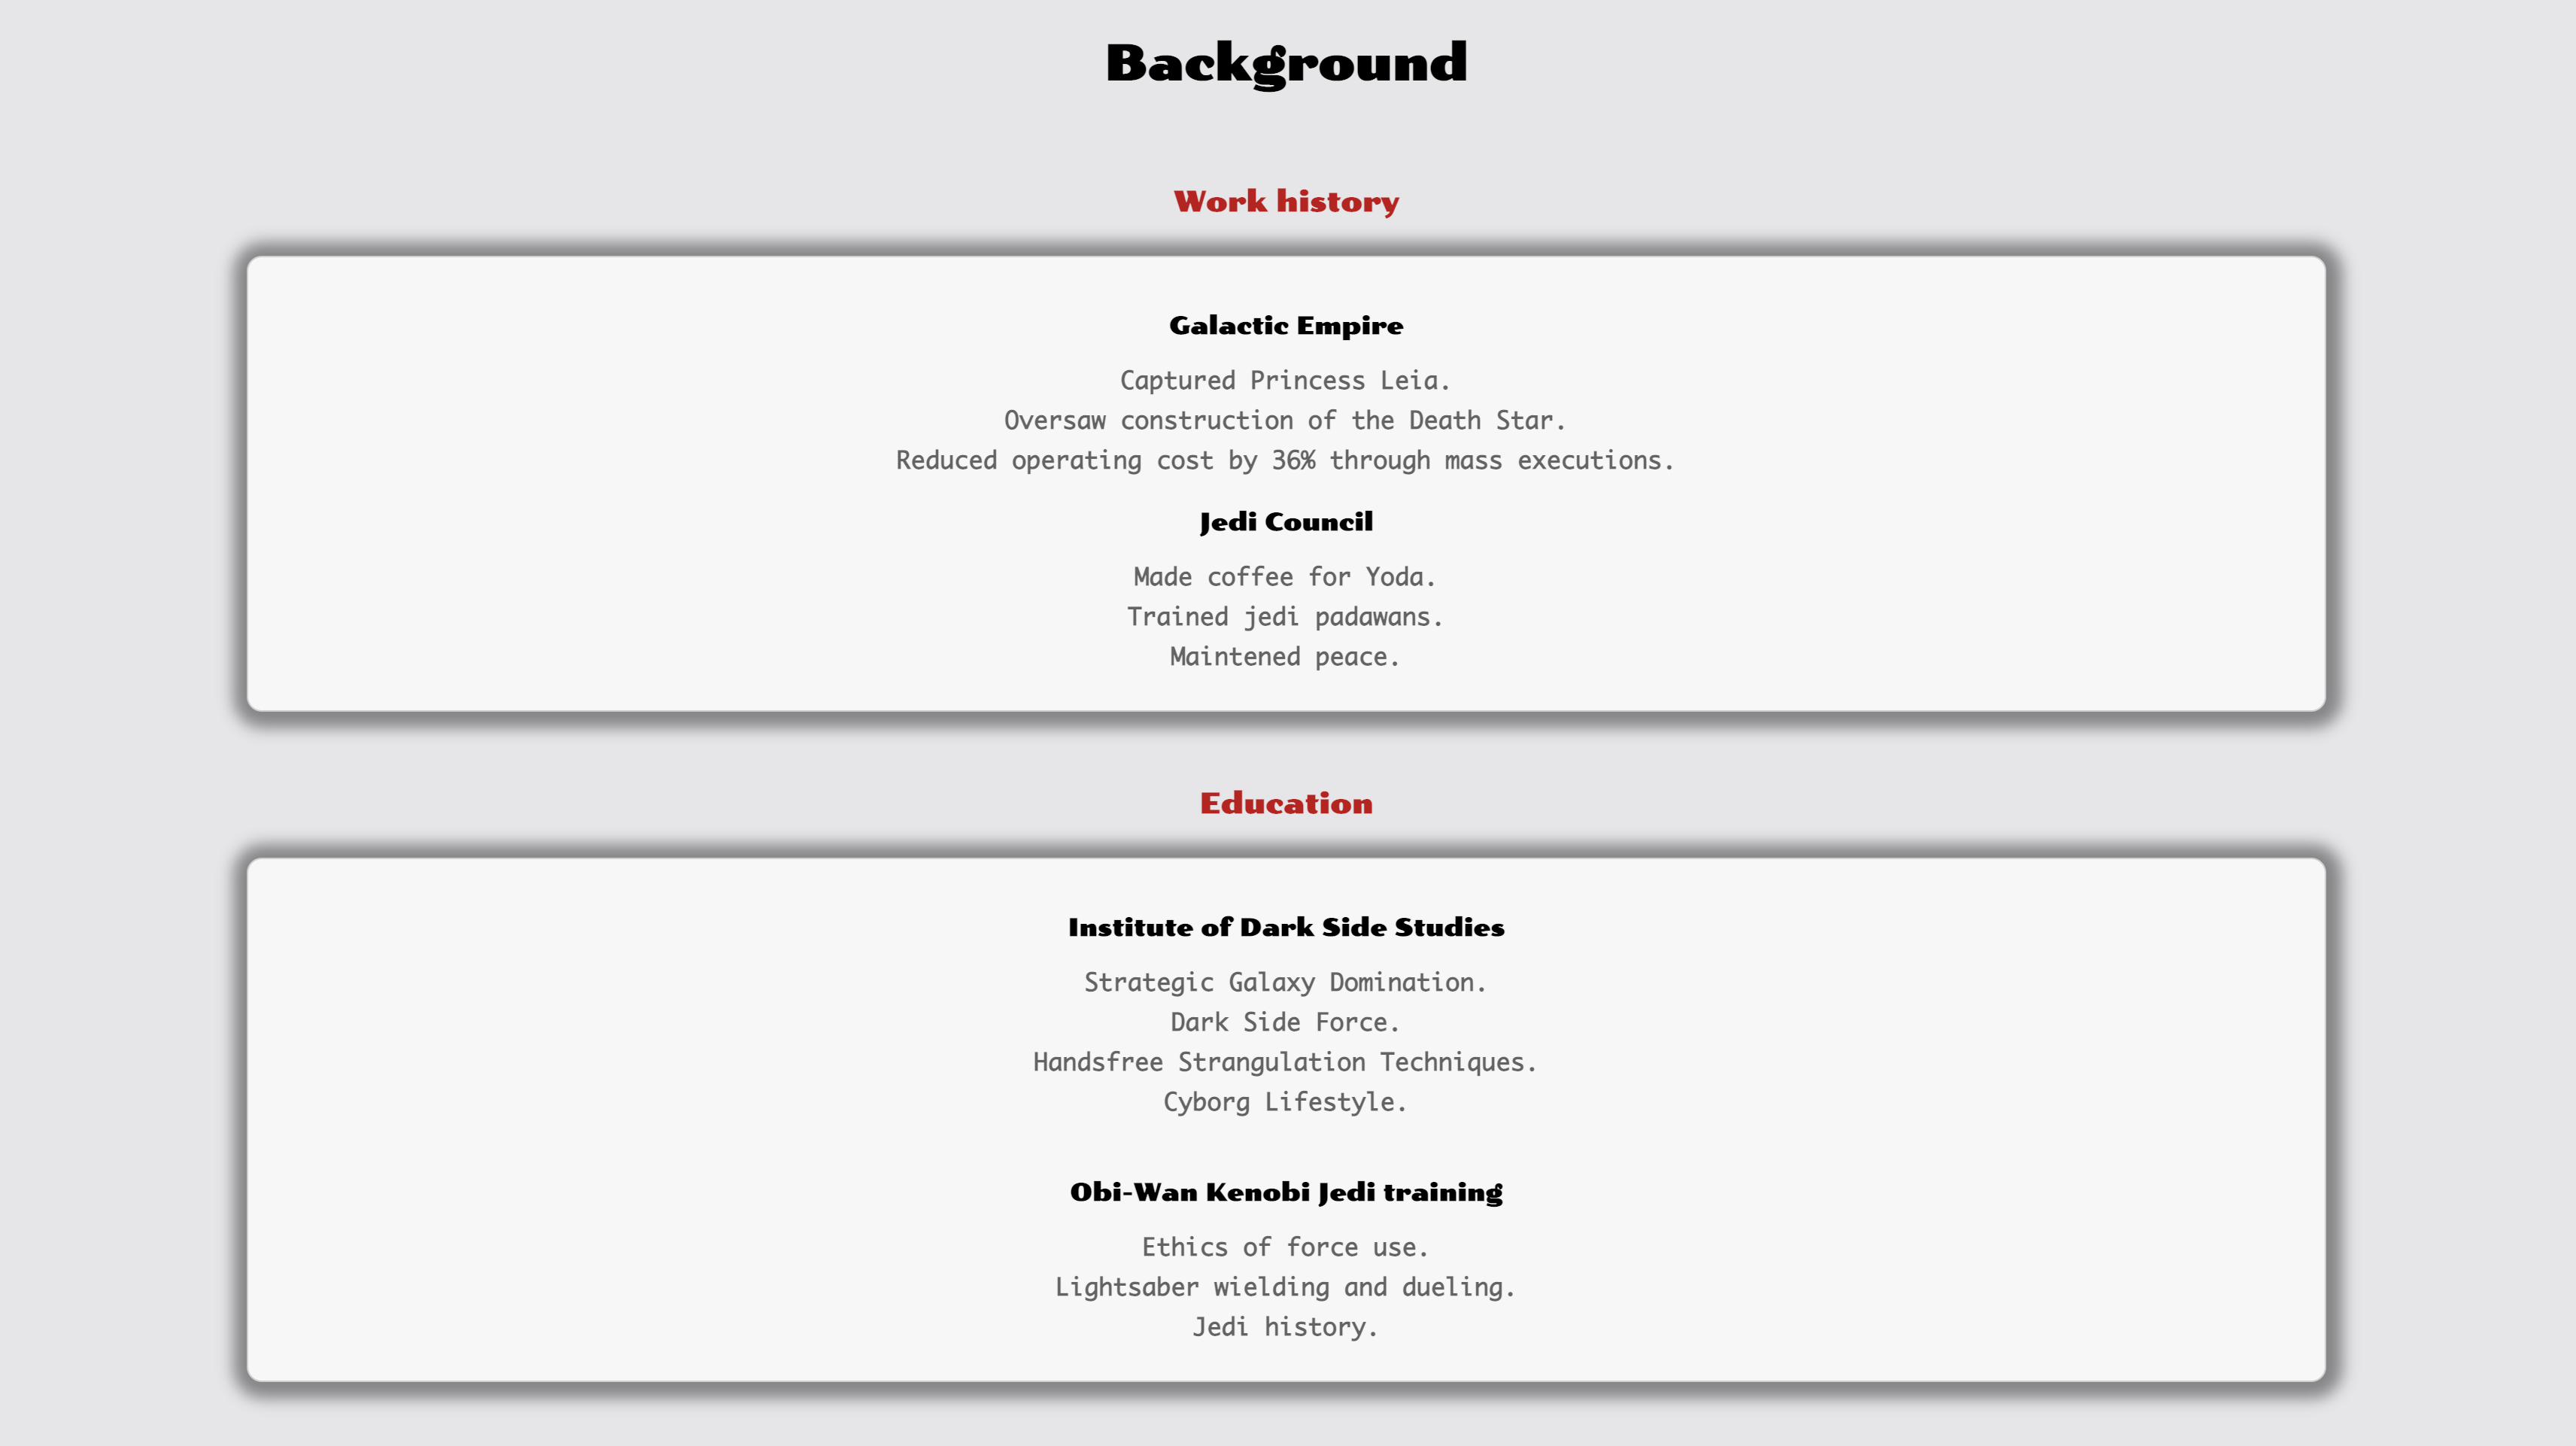 Background
Work history
Galactic Empire
Captured Princess Leia.
Oversaw construction of the Death Star.
Reduced operating cost by 36% through mass executions.
Jedi Council
Made coffee for Yoda.
Trained jedi padawans.
Maintened peace.
Education
Institute of Dark Side Studies
Strategic Galaxy Domination.
Dark Side Force.
Handsfree Strangulation Techniques.
Cyborg Lifestyle.
Obi-Wan Kenobi Jedi training
Ethics of force use.
Lightsaber wielding and dueling.
Jedi history.